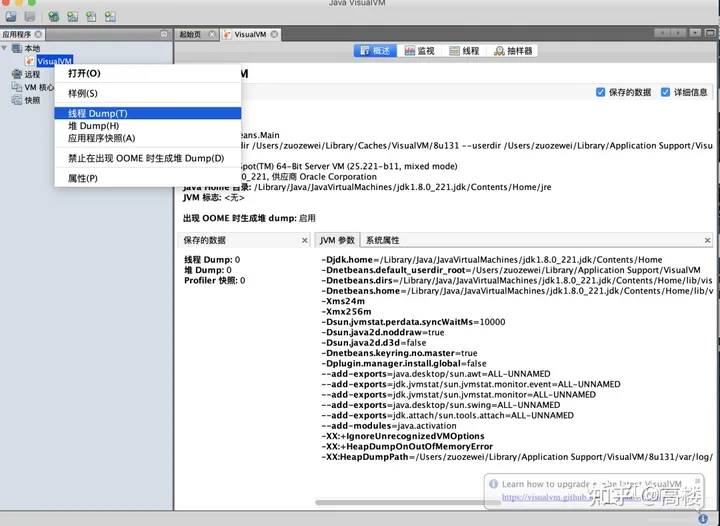 Java VisualVM
应用程序
起始页
VisualVM
本地
VisualVM
远程
VM 核心
快照
打开(O)
样例(S)
线程 Dump(T)
堆 Dump(H)
应用程序快照(A)
禁止在出现 OOME 时生成堆 Dump(D)
属性(P)
概述
监视
线程
抽样器
M
保存的数据
详细信息
beans.Main
dir /Users/zuozewei/Library/Caches/VisualVM/8u131 --userdir /Users/zuozewei/Library/Application Support/Visu
Spot(TM) 64-Bit Server VM (25.221-b11, mixed mode)
0_221, 供应商 Oracle Corporation
Java Home 目录: /Library/Java/JavaVirtualMachines/jdk1.8.0_221.jdk/Contents/Home/jre
JVM 标志: <无>
出现 OOME 时生成堆 dump: 启用
保存的数据
JVM 参数
系统属性
线程 Dump: 0
堆 Dump: 0
Profiler 快照: 0
-Djdk.home=/Library/Java/JavaVirtualMachines/jdk1.8.0_221.jdk/Contents/Home
-Dnetbeans.default_userdir_root=/Users/zuozewei/Library/Application Support/VisualVM
-Dnetbeans.dirs=/Library/Java/JavaVirtualMachines/jdk1.8.0_221.jdk/Contents/Home/lib/vis
-Dnetbeans.home=/Library/Java/JavaVirtualMachines/jdk1.8.0_221.jdk/Contents/Home/lib/v
-Xms24m
-Xmx256m
-Dsun.jvmstat.perdata.syncWaitMs=10000
-Dsun.java2d.noddraw=true
-Dsun.java2d.d3d=false
-Dnetbeans.keyring.no.master=true
-Dplugin.manager.install.global=false
--add-exports=java.desktop/sun.awt=ALL-UNNAMED
--add-exports=jdk.jvmstat/sun.jvmstat.monitor.event=ALL-UNNAMED
--add-exports=jdk.jvmstat/sun.jvmstat.monitor=ALL-UNNAMED
--add-exports=java.desktop/sun.swing=ALL-UNNAMED
--add-exports=jdk.attach/sun.tools.attach=ALL-UNNAMED
--add-modules=java.activation
-XX:+IgnoreUnrecognizedVMOptions
-XX:+HeapDumpOnOutOfMemoryError
-XX:HeapDumpPath=/Users/zuozewei/Library/Application Support/VisualVM/8u131/var/log/
Learn how to upgrade to the latest VisualVM
https://visualvm.github
知乎 @高楼